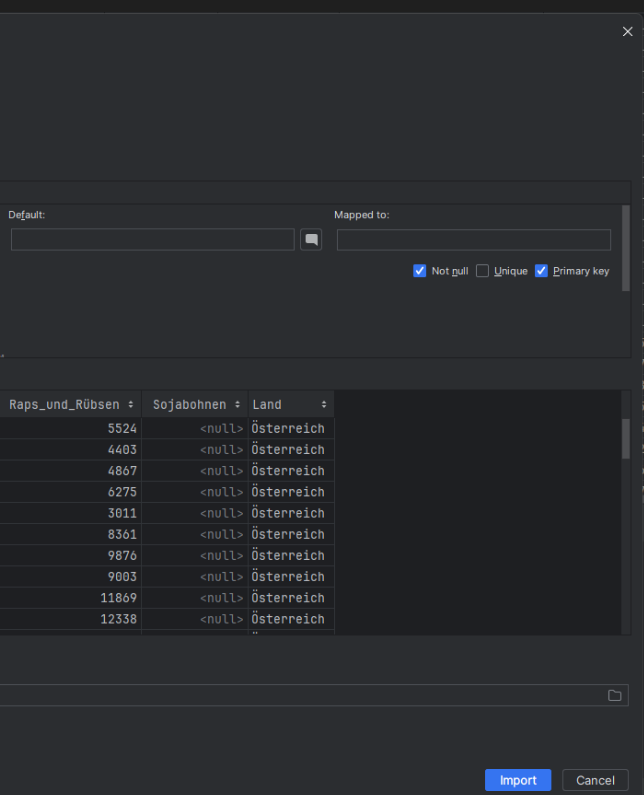 Default: Mapped to:
Not null Unique Primary key
Raps_und_Rübsen Sojabohnen Land
5524 <null> Österreich
4403 <null> Österreich
4867 <null> Österreich
6275 <null> Österreich
3011 <null> Österreich
8361 <null> Österreich
9876 <null> Österreich
9003 <null> Österreich
11869 <null> Österreich
12338 <null> Österreich
Import Cancel